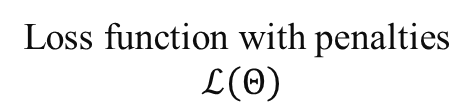 Loss function with penalties
ℒ(Θ)